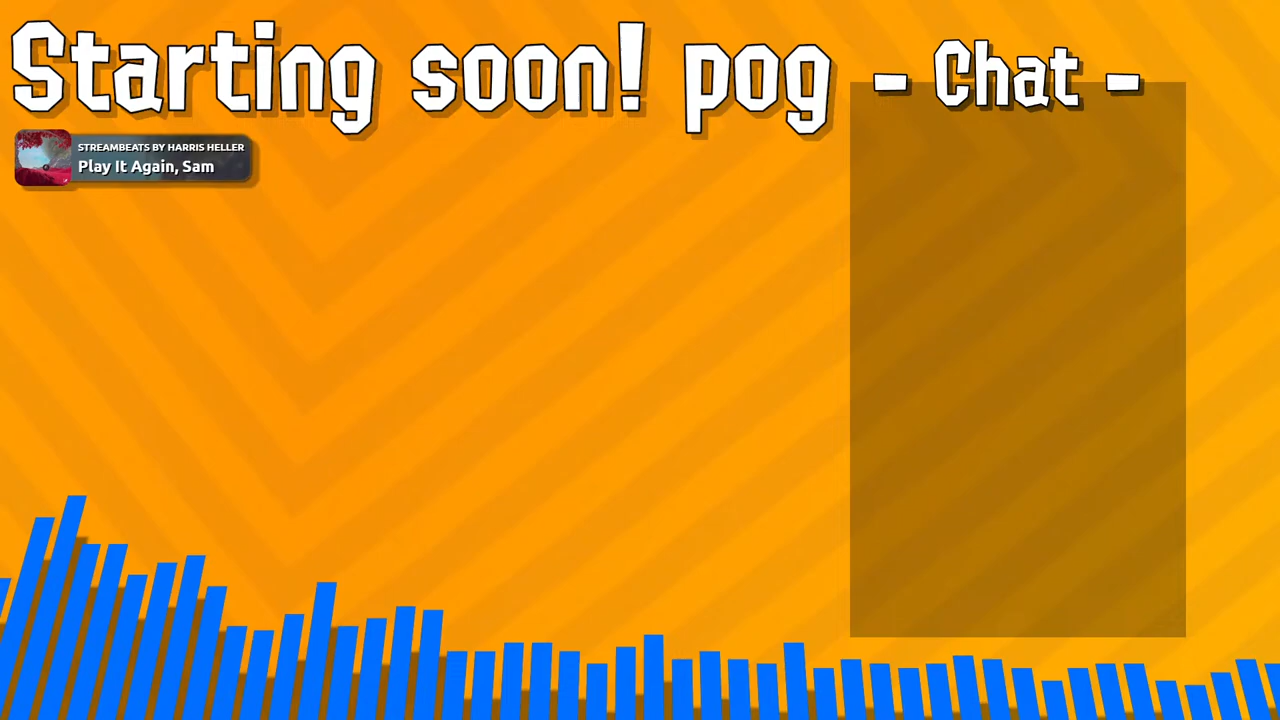 Starting soon! pog
- Chat -
STREAMBEATS BY HARRIS HELLER
Play It Again, Sam